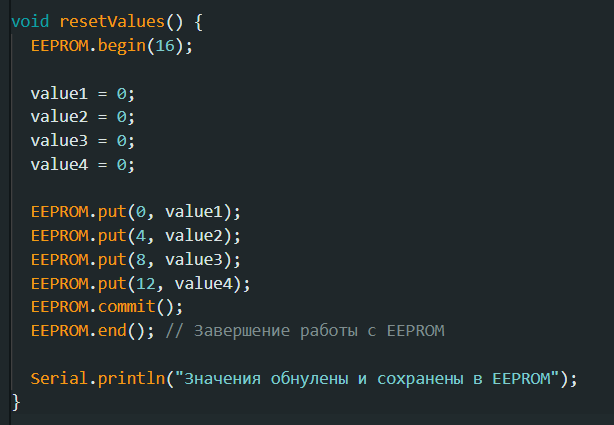 void resetValues() {
  EEPROM.begin(16);

  value1 = 0;
  value2 = 0;
  value3 = 0;
  value4 = 0;

  EEPROM.put(0, value1);
  EEPROM.put(4, value2);
  EEPROM.put(8, value3);
  EEPROM.put(12, value4);
  EEPROM.commit();
  EEPROM.end(); // Завершение работы с EEPROM

  Serial.println("Значения обнулены и сохранены в EEPROM");
}